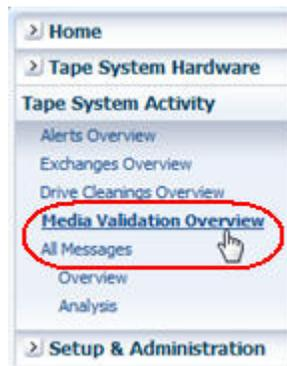 Home
Tape System Hardware
Tape System Activity
Alerts Overview
Exchanges Overview
Drive Cleanings Overview
Media Validation Overview
All Messages
Overview
Analysis
Setup & Administration